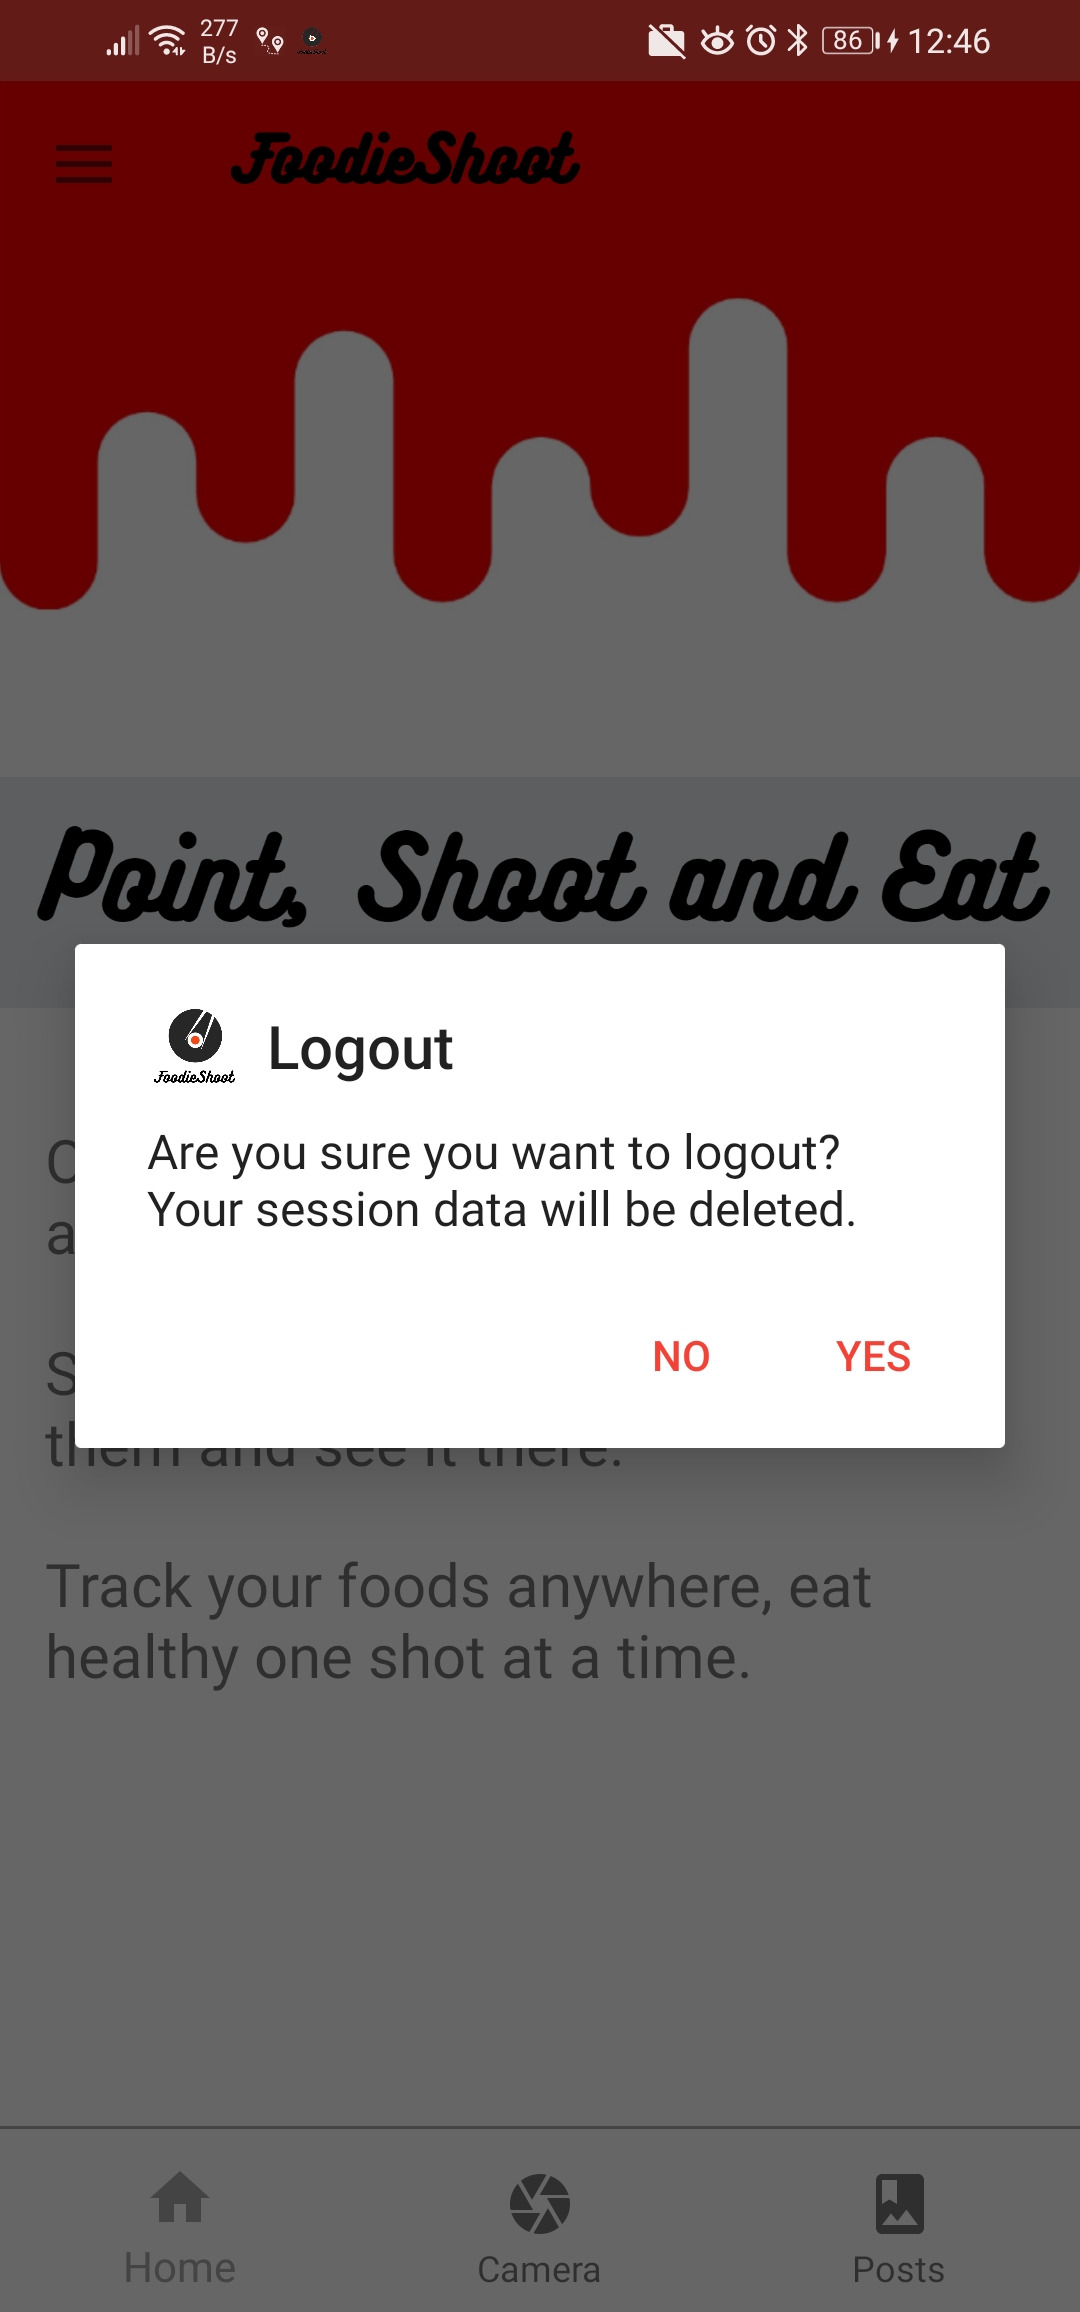 277
B/s
86
12:46
FoodieShoot
Point, Shoot and Eat
FoodieShoot
Logout
Are you sure you want to logout?
Your session data will be deleted.
NO
YES
them and see it there.
Track your foods anywhere, eat
healthy one shot at a time.
Home
Camera
Posts